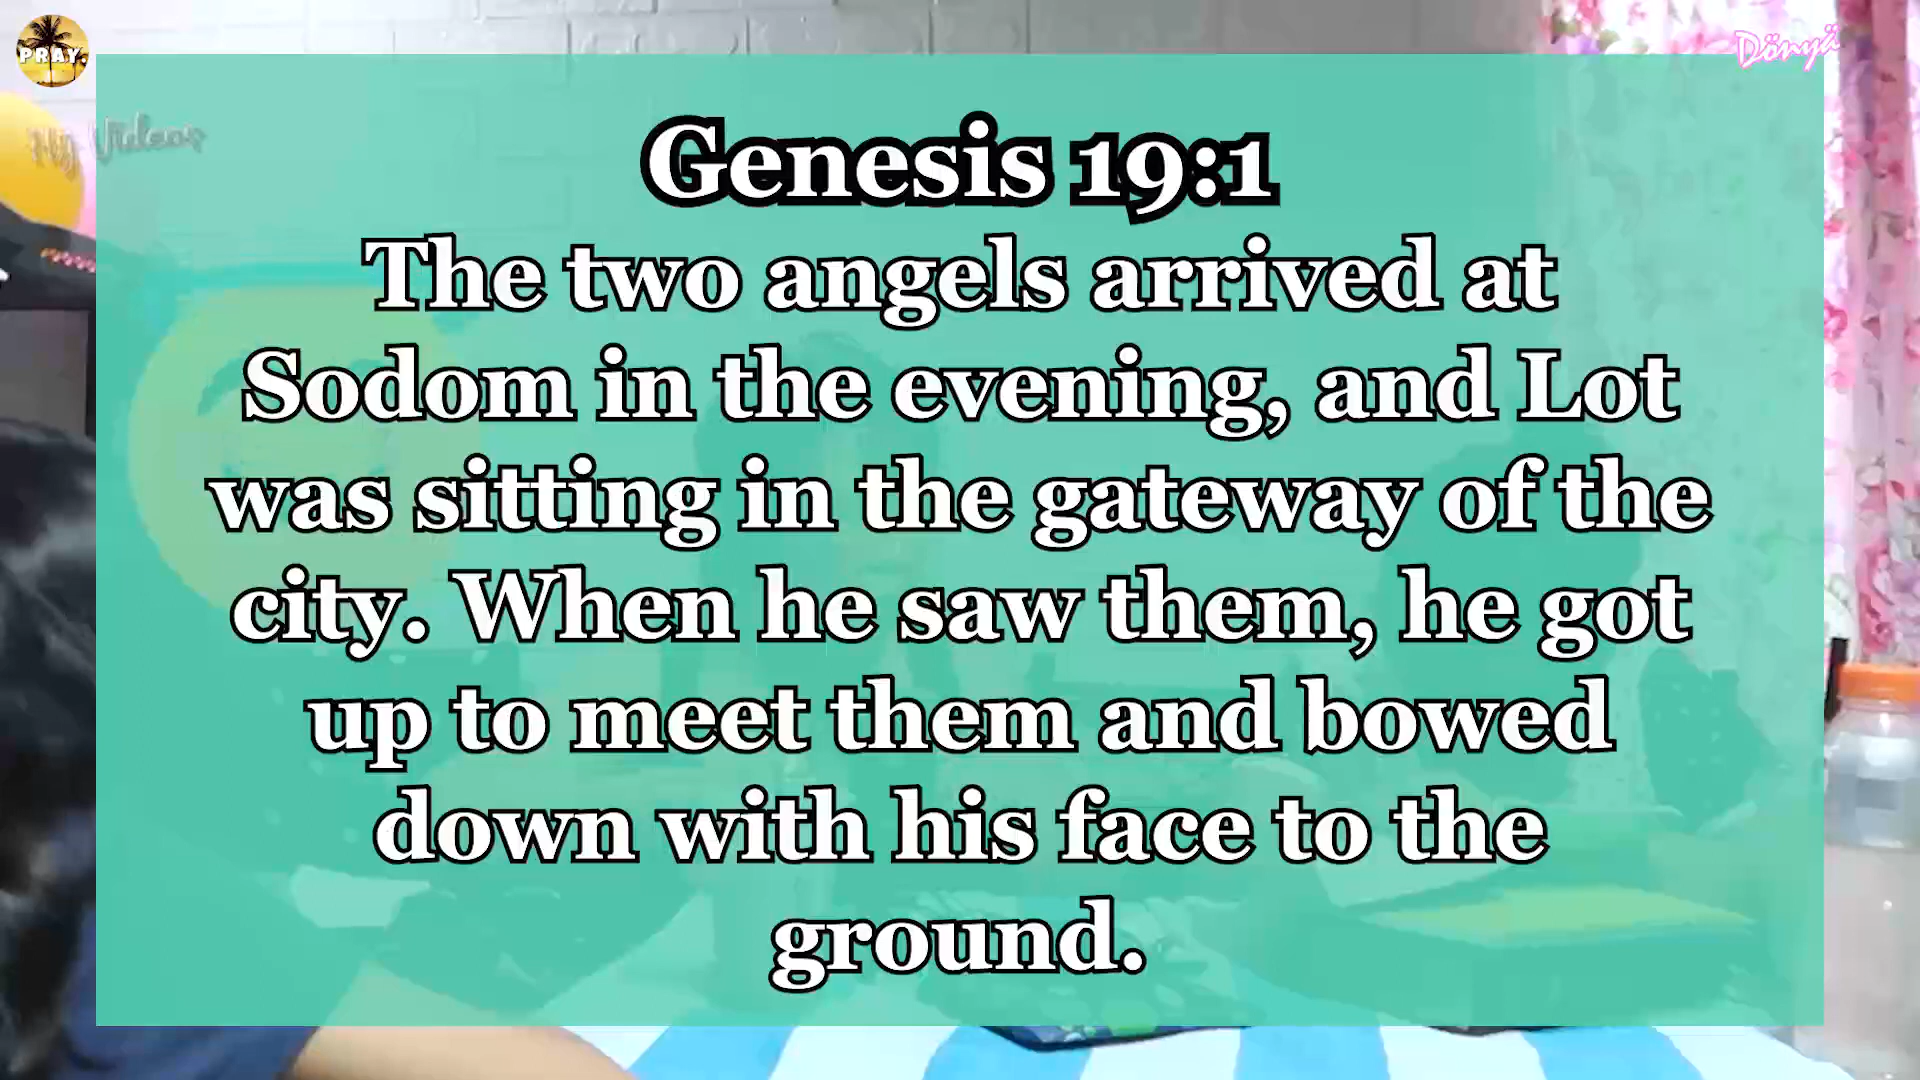 PRAY.
Dönyä
My Videos
Genesis 19:1
The two angels arrived at
Sodom in the evening, and Lot
was sitting in the gateway of the
city. When he saw them, he got
up to meet them and bowed
down with his face to the
ground.